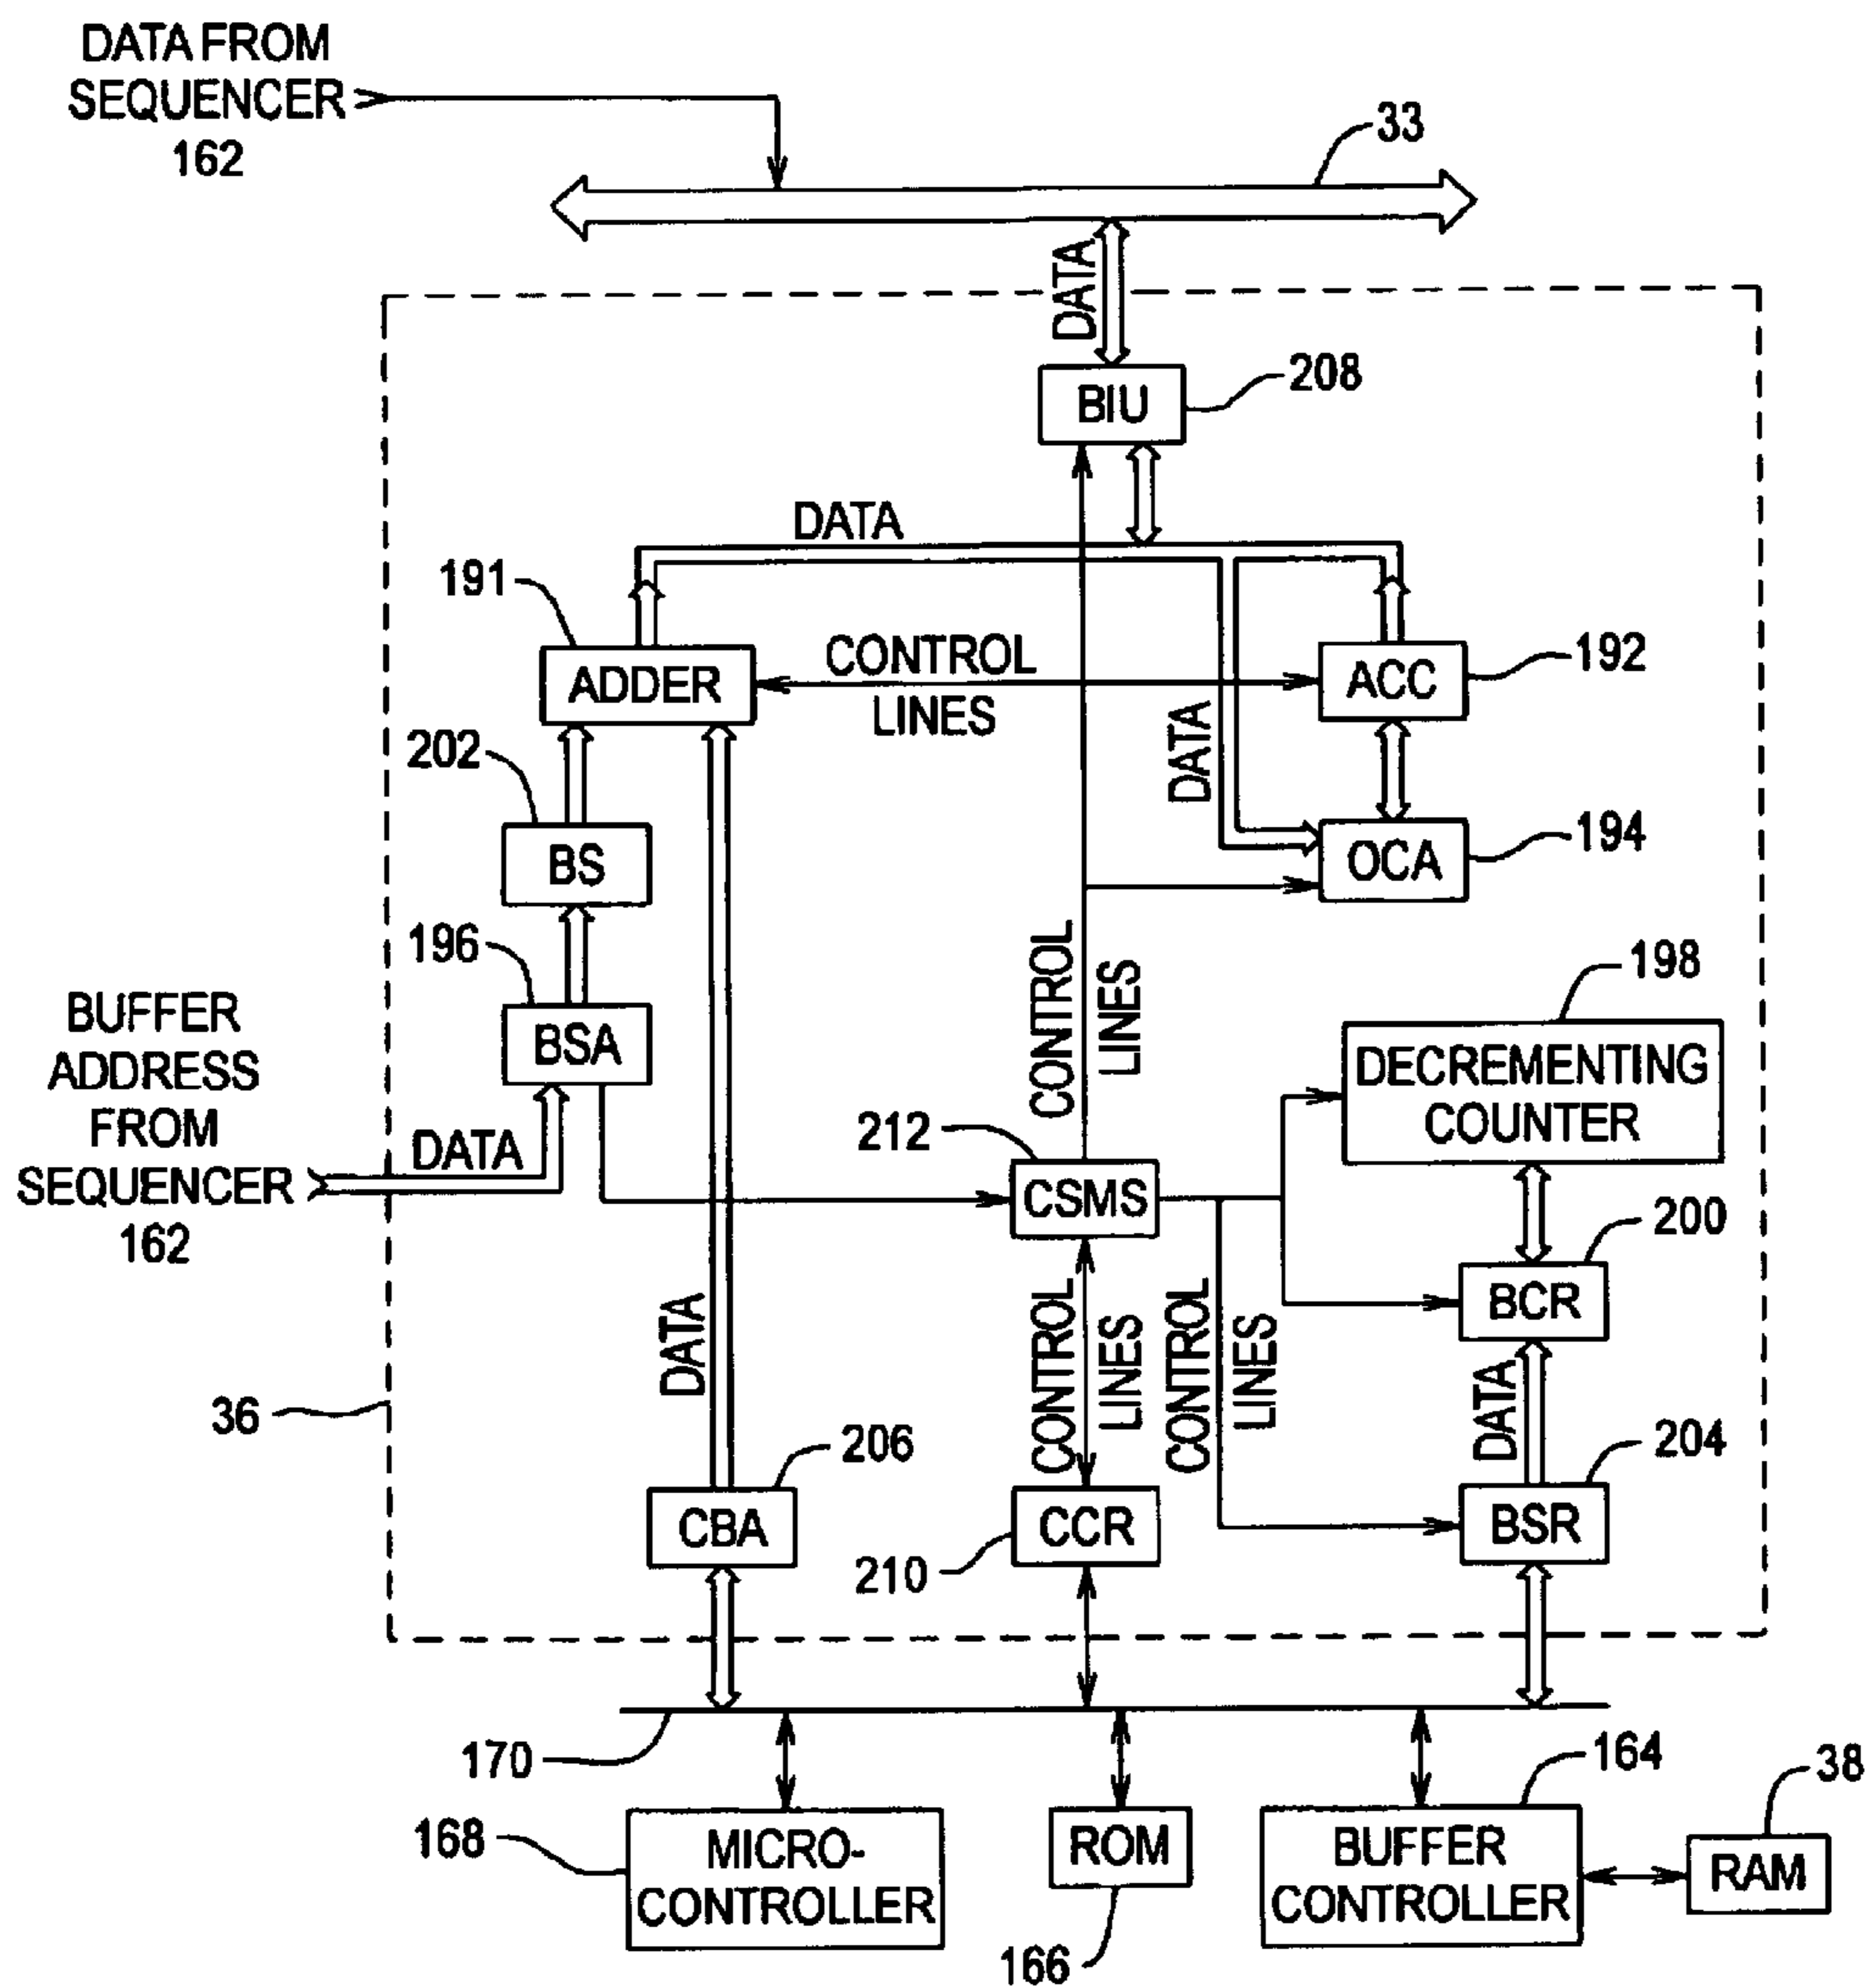 DATA FROM
SEQUENCER
162
33
DATA
BIU
208
DATA
191
ADDER
CONTROL
LINES
ACC
192
DATA
202
BS
OCA
194
196
BSA
CONTROL
LINES
198
DECREMENTING
COUNTER
BUFFER
ADDRESS
FROM
SEQUENCER
162
DATA
212
CSMS
200
BCR
DATA
CONTROL
LINES
CONTROL
LINES
DATA
36
206
CBA
CCR
210
204
BSR
170
168
MICRO-
CONTROLLER
ROM
166
164
BUFFER
CONTROLLER
38
RAM